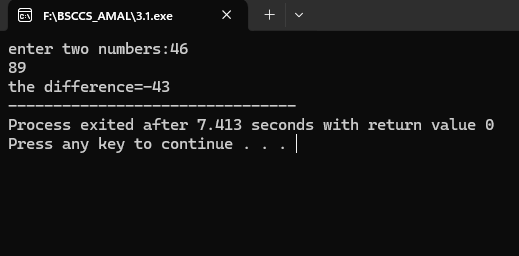 F:\BSCCS_AMAL\3.1.exe
enter two numbers:46
89
the difference=-43
--------------------------------
Process exited after 7.413 seconds with return value 0
Press any key to continue . . .